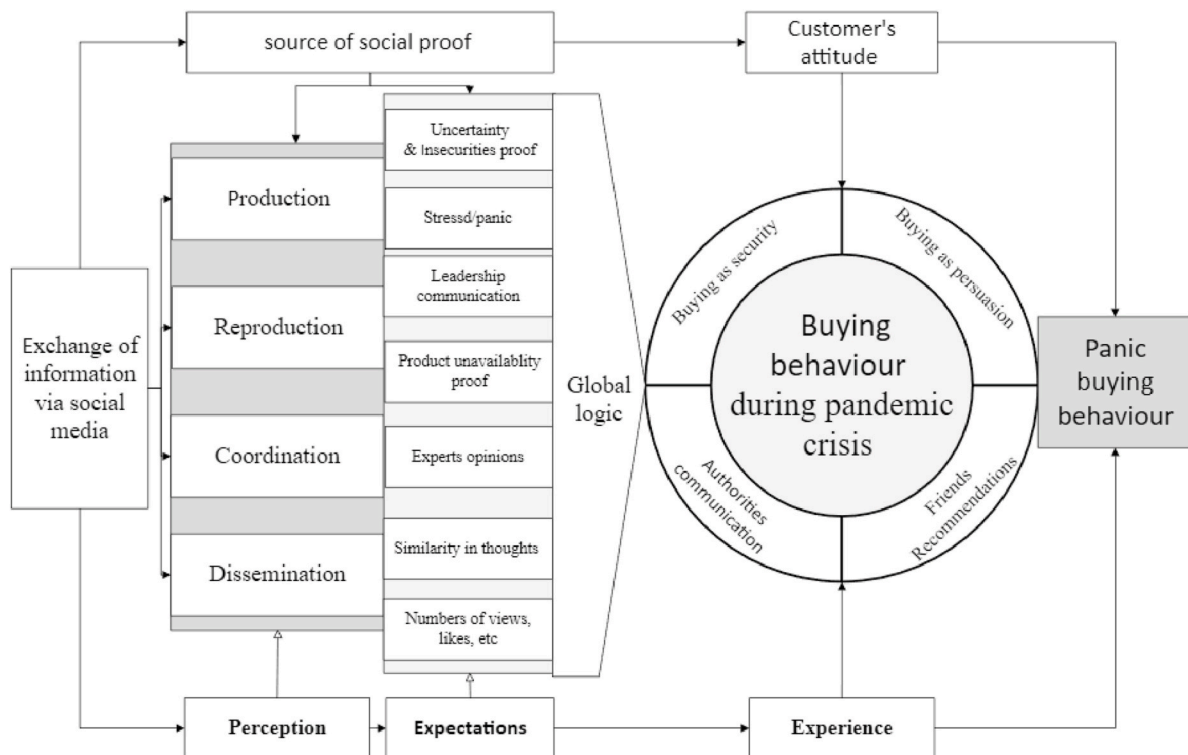 source of social proof
Customer's
attitude
Exchange of
information
via social
media
Production
Reproduction
Coordination
Dissemination
Uncertainty
& Insecurities proof
Stressd/panic
Leadership
communication
Product unavailablity
proof
Experts opinions
Similarity in thoughts
Numbers of views,
likes, etc
Global
logic
Buying as security
Buying as persuasion
Buying
behaviour
during pandemic
crisis
Authorities
communication
Friends
Recommendations
Panic
buying
behaviour
Perception
Expectations
Experience